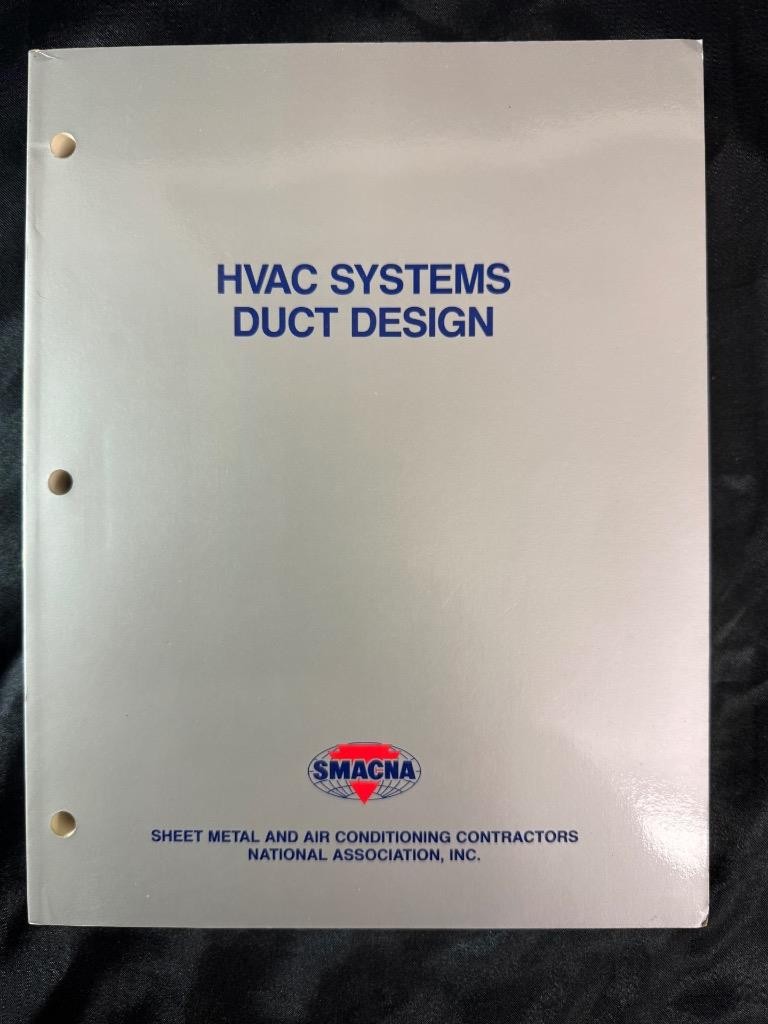 HVAC SYSTEMS
DUCT DESIGN
SMACNA
SHEET METAL AND AIR CONDITIONING CONTRACTORS
NATIONAL ASSOCIATION, INC.